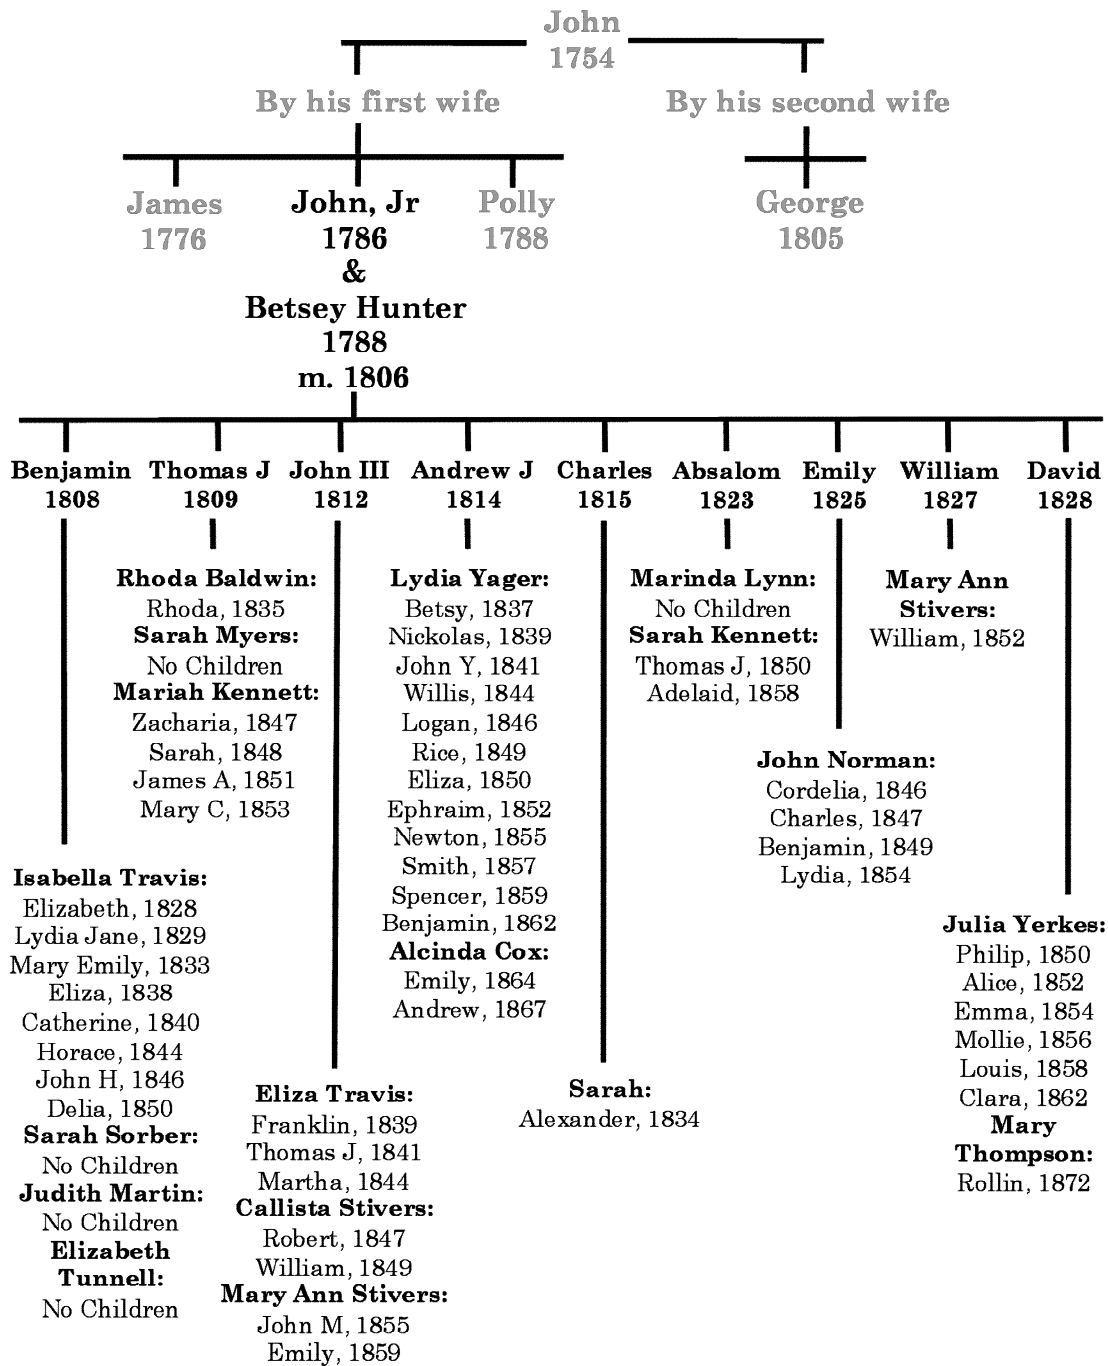 John
1754
By his first wife
By his second wife
James
1776
John, Jr
1786
&
Betsey Hunter
1788
m. 1806
Polly
1788
George
1805
Benjamin
1808
Thomas J
1809
John III
1812
Andrew J
1814
Charles
1815
Absalom
1823
Emily
1825
William
1827
David
1828
Isabella Travis:
Elizabeth, 1828
Lydia Jane, 1829
Mary Emily, 1833
Eliza, 1838
Catherine, 1840
Horace, 1844
John H, 1846
Delia, 1850
Sarah Sorber:
No Children
Judith Martin:
No Children
Elizabeth
Tunnell:
No Children
Rhoda Baldwin:
Rhoda, 1835
Sarah Myers:
No Children
Mariah Kennett:
Zacharia, 1847
Sarah, 1848
James A, 1851
Mary C, 1853
Eliza Travis:
Franklin, 1839
Thomas J, 1841
Martha, 1844
Callista Stivers:
Robert, 1847
William, 1849
Mary Ann Stivers:
John M, 1855
Emily, 1859
Lydia Yager:
Betsy, 1837
Nickolas, 1839
John Y, 1841
Willis, 1844
Logan, 1846
Rice, 1849
Eliza, 1850
Ephraim, 1852
Newton, 1855
Smith, 1857
Spencer, 1859
Benjamin, 1862
Alcinda Cox:
Emily, 1864
Andrew, 1867
Sarah:
Alexander, 1834
Marinda Lynn:
No Children
Sarah Kennett:
Thomas J, 1850
Adelaid, 1858
John Norman:
Cordelia, 1846
Charles, 1847
Benjamin, 1849
Lydia, 1854
Mary Ann
Stivers:
William, 1852
Julia Yerkes:
Philip, 1850
Alice, 1852
Emma, 1854
Mollie, 1856
Louis, 1858
Clara, 1862
Mary
Thompson:
Rollin, 1872